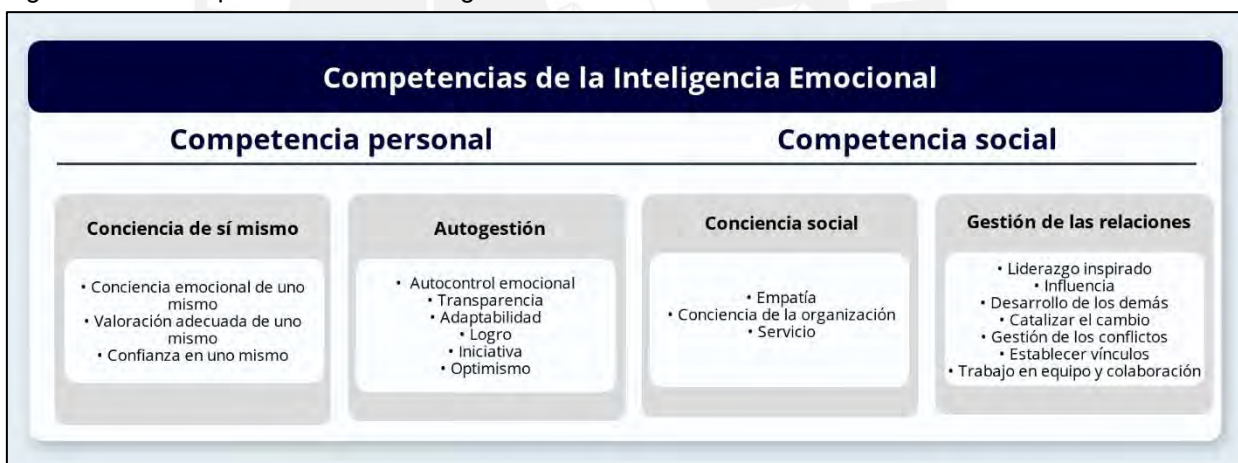 Competencias de la Inteligencia Emocional
Competencia personal
Competencia social
Conciencia de sí mismo
• Conciencia emocional de uno
mismo
• Valoración adecuada de uno
mismo
• Confianza en uno mismo
Autogestión
• Autocontrol emocional
• Transparencia
• Adaptabilidad
• Logro
• Iniciativa
• Optimismo
Conciencia social
• Empatía
• Conciencia de la organización
• Servicio
Gestión de las relaciones
• Liderazgo inspirado
• Influencia
• Desarrollo de los demás
• Catalizar el cambio
• Gestión de los conflictos
• Establecer vínculos
• Trabajo en equipo y colaboración